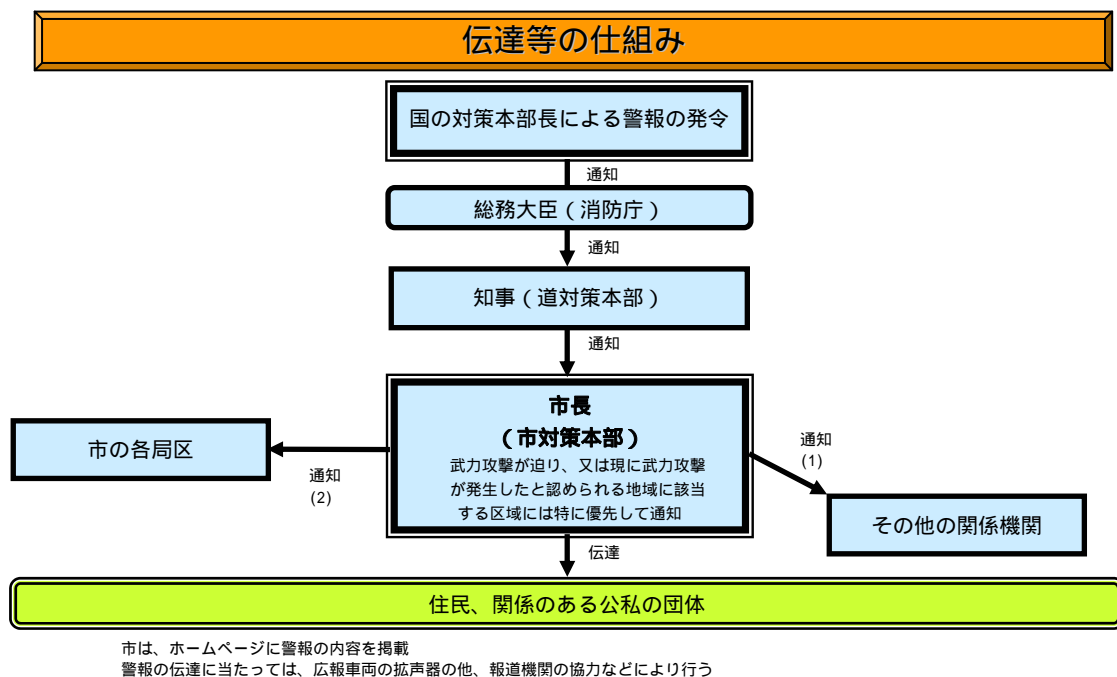 伝達等の仕組み
国の対策本部長による警報の発令
通知
総務大臣(消防庁)
通知
知事(道対策本部)
通知
市長
(市対策本部)
武力攻撃が迫り、又は現に武力攻撃
が発生したと認められる地域に該当
する区域には特に優先して通知
市の各局区
通知
(2)
通知
(1)
その他の関係機関
伝達
住民、関係のある公私の団体
市は、ホームページに警報の内容を掲載
警報の伝達に当たっては、広報車両の拡声器の他、報道機関の協力などにより行う